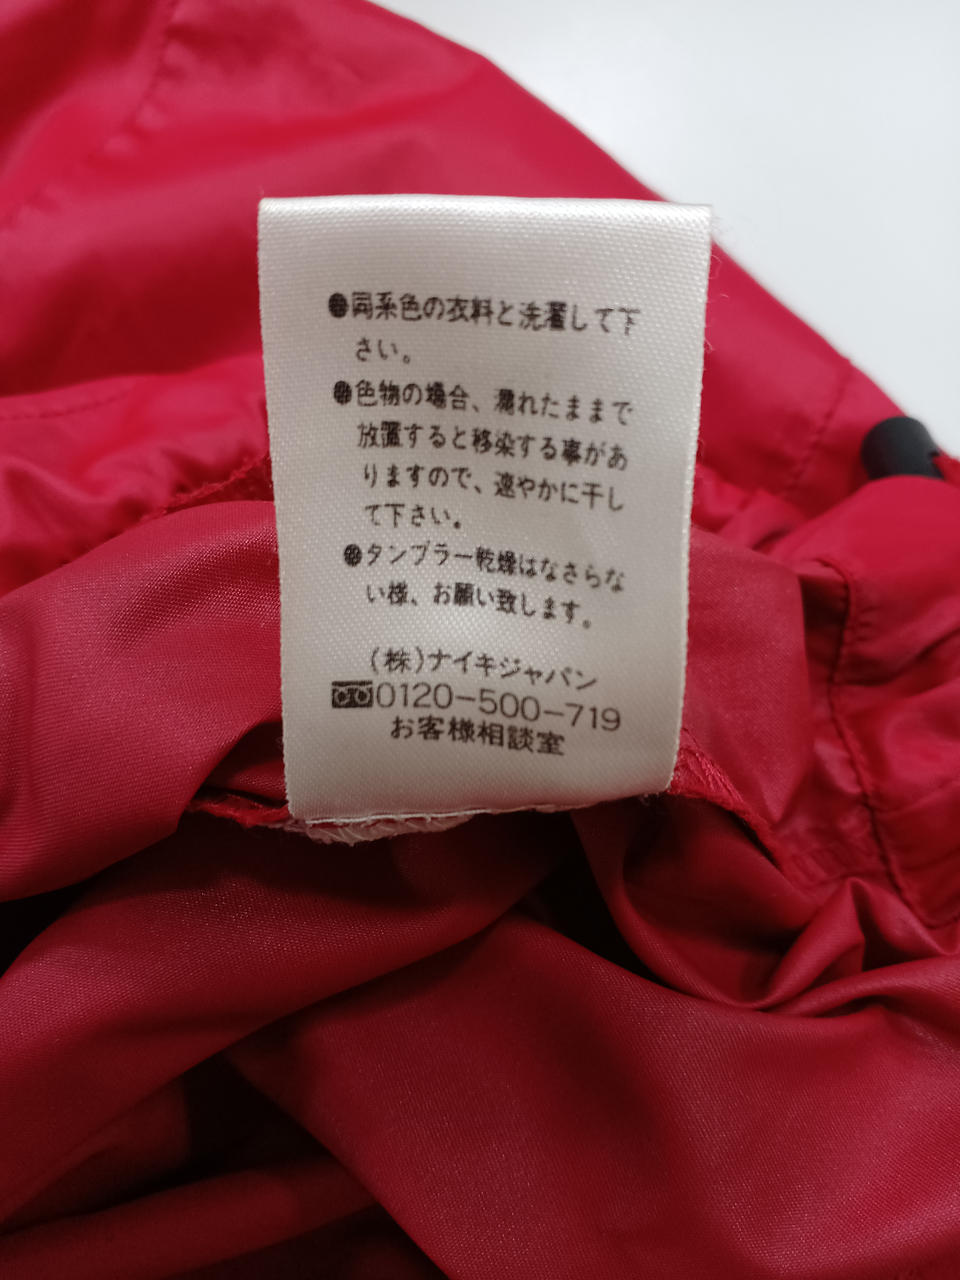 ●同系色の衣料と洗濯して下
さい。
●色物の場合、濡れたままで
放置すると移染する事があ
りますので、速やかに干し
て下さい。
●タンブラー乾燥はなさらな
い様、お願い致します。
(株)ナイキジャパン
0120-500-719
お客様相談室